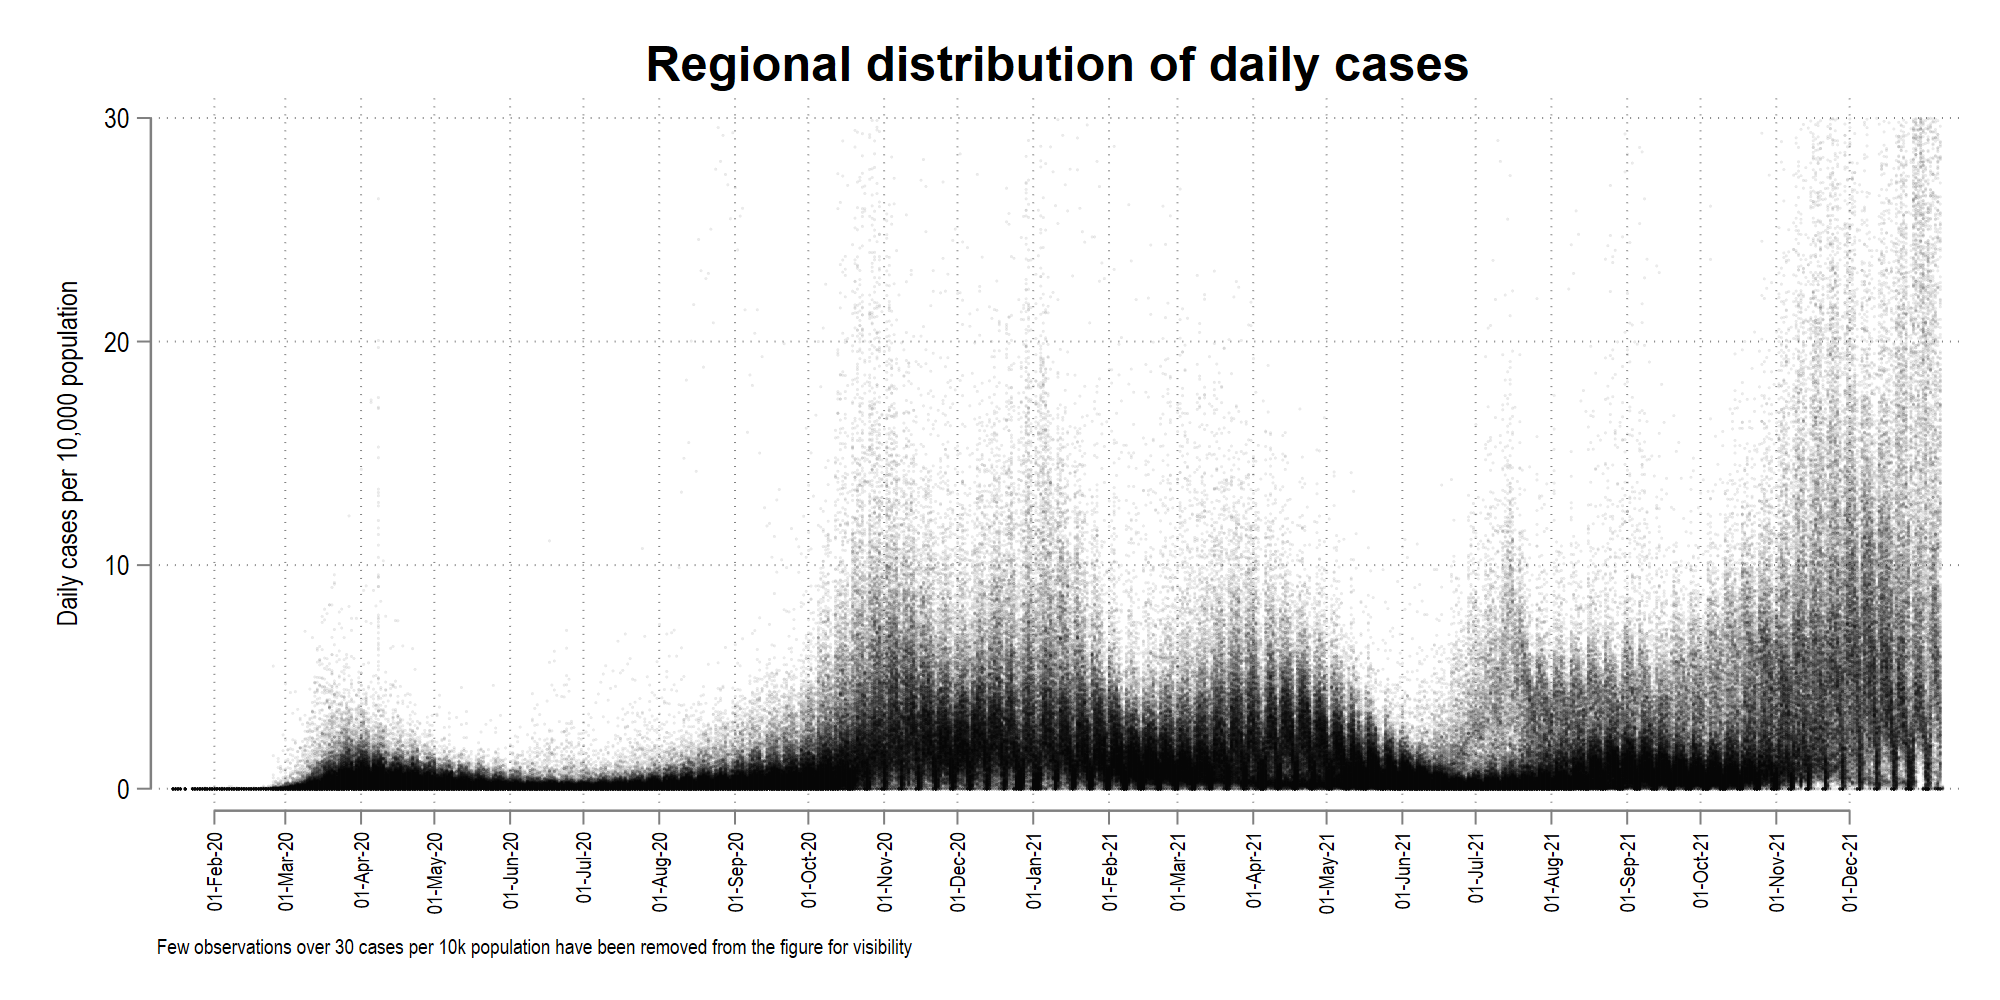 Regional distribution of daily cases
Daily cases per 10,000 population
30
20
10
0
01-Feb-20
01-Mar-20
01-Apr-20
01-May-20
01-Jun-20
01-Jul-20
01-Aug-20
01-Sep-20
01-Oct-20
01-Nov-20
01-Dec-20
01-Jan-21
01-Feb-21
01-Mar-21
01-Apr-21
01-May-21
01-Jun-21
01-Jul-21
01-Aug-21
01-Sep-21
01-Oct-21
01-Nov-21
01-Dec-21
Few observations over 30 cases per 10k population have been removed from the figure for visibility